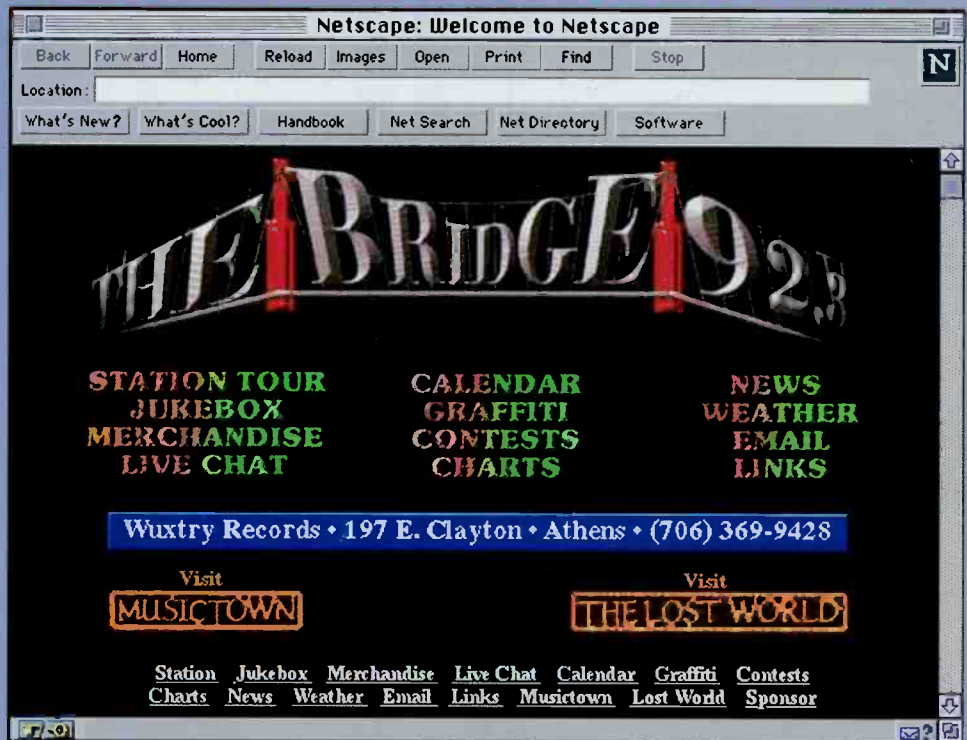 Netscape: Welcome to Netscape
Back Forward Home Reload Images Open Print Find Stop
N
Location:
What's New? What's Cool? Handbook Net Search Net Directory Software
THE BRIDGE 92.3
STATION TOUR CALENDAR NEWS
JUKEBOX GRAFFITI WEATHER
MERCHANDISE CONTESTS EMAIL
LIVE CHAT CHARTS LINKS
Wuxtry Records • 197 E. Clayton • Athens • (706) 369-9428
Visit Visit
MUSICTOWN THE LOST WORLD
Station Jukebox Merchandise Live Chat Calendar Graffiti Contests
Charts News Weather Email Links Musictown Lost World Sponsor
?